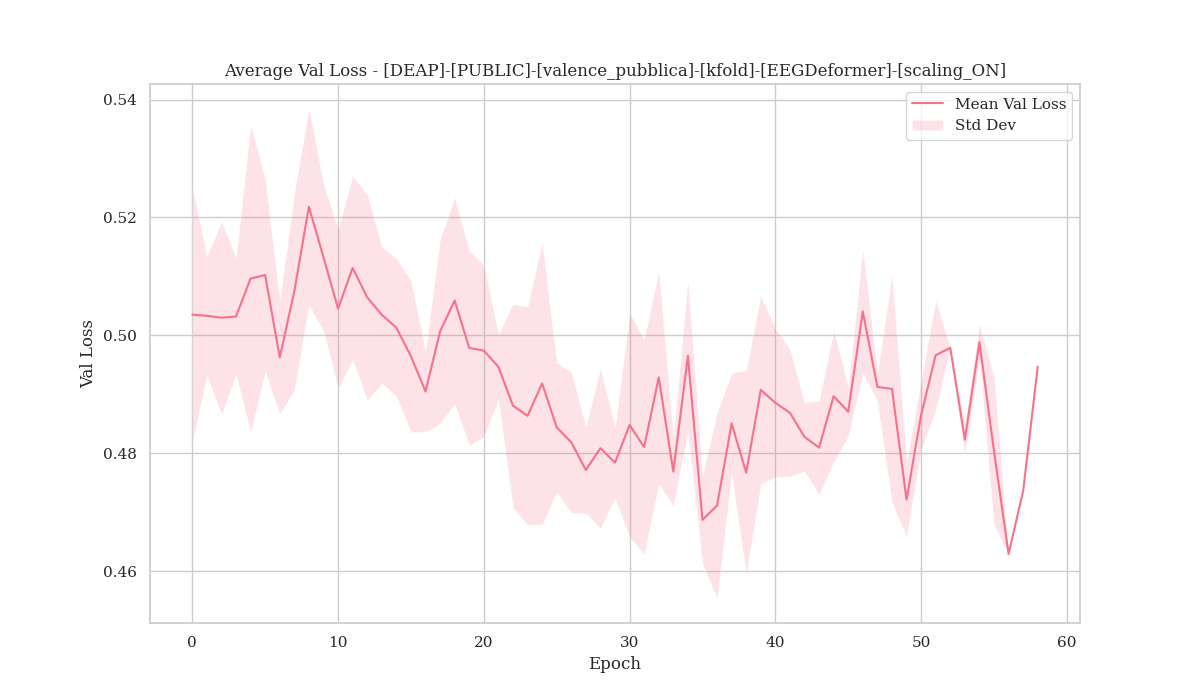 Average Val Loss - [DEAP]-[PUBLIC]-[valence_pubblica]-[kfold]-[EEGDeformer]-[scaling_ON]
Mean Val Loss
Std Dev
Val Loss
0.54
0.52
0.50
0.48
0.46
0 10 20 30 40 50 60
Epoch